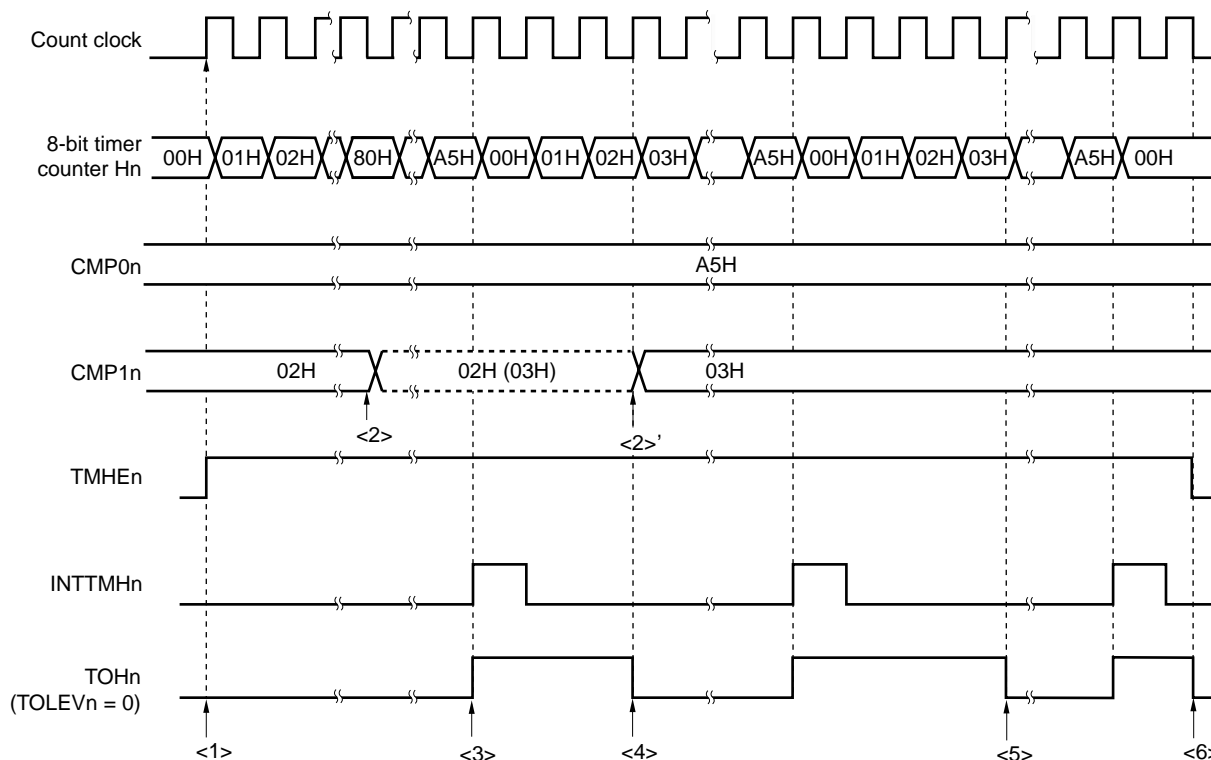 Count clock
8-bit timer
counter Hn
00H 01H 02H 80H A5H 00H 01H 02H 03H A5H 00H 01H 02H 03H A5H 00H
CMP0n
A5H
CMP1n
02H 02H (03H) 03H
<2> <2>’
TMHEn
INTTMHn
TOHn
(TOLEVn = 0)
<1> <3> <4> <5> <6>